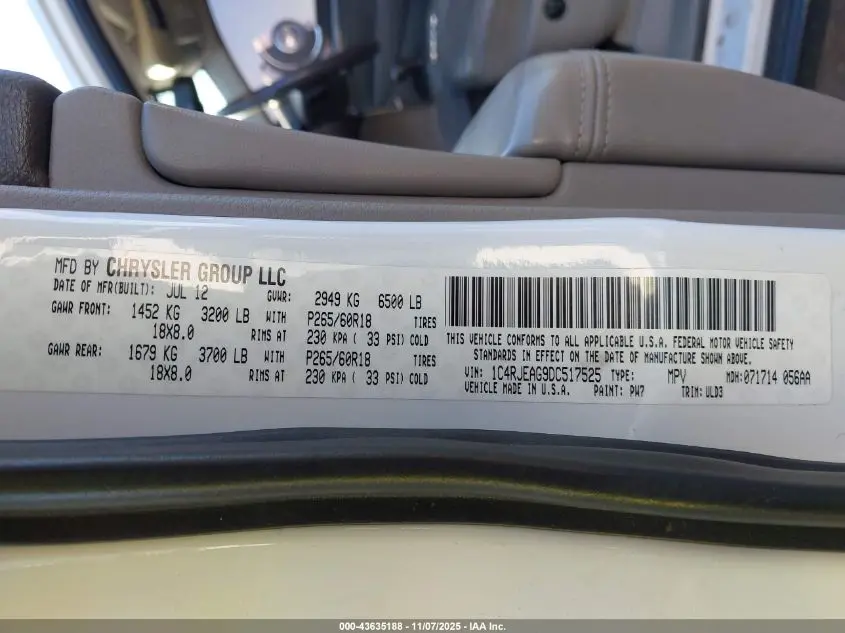 MFD BY CHRYSLER GROUP LLC
DATE OF MFR(BUILT): JUL 12 GVWR: 2949 KG 6500 LB
GAWR FRONT: 1452 KG 3200 LB WITH P265/60R18 TIRES
18X8.0 RIMS AT 230 KPA ( 33 PSI) COLD
GAWR REAR: 1679 KG 3700 LB WITH P265/60R18 TIRES
18X8.0 RIMS AT 230 KPA ( 33 PSI) COLD
THIS VEHICLE CONFORMS TO ALL APPLICABLE U.S.A. FEDERAL MOTOR VEHICLE SAFETY
STANDARDS IN EFFECT ON THE DATE OF MANUFACTURE SHOWN ABOVE.
VIN: 1C4RJEAG9DC517525 TYPE: MPV MDH: 071714 056AA
VEHICLE MADE IN U.S.A. PAINT: PW7 TRIM: ULD3
000-43635188 - 11/07/2025 - IAA Inc.